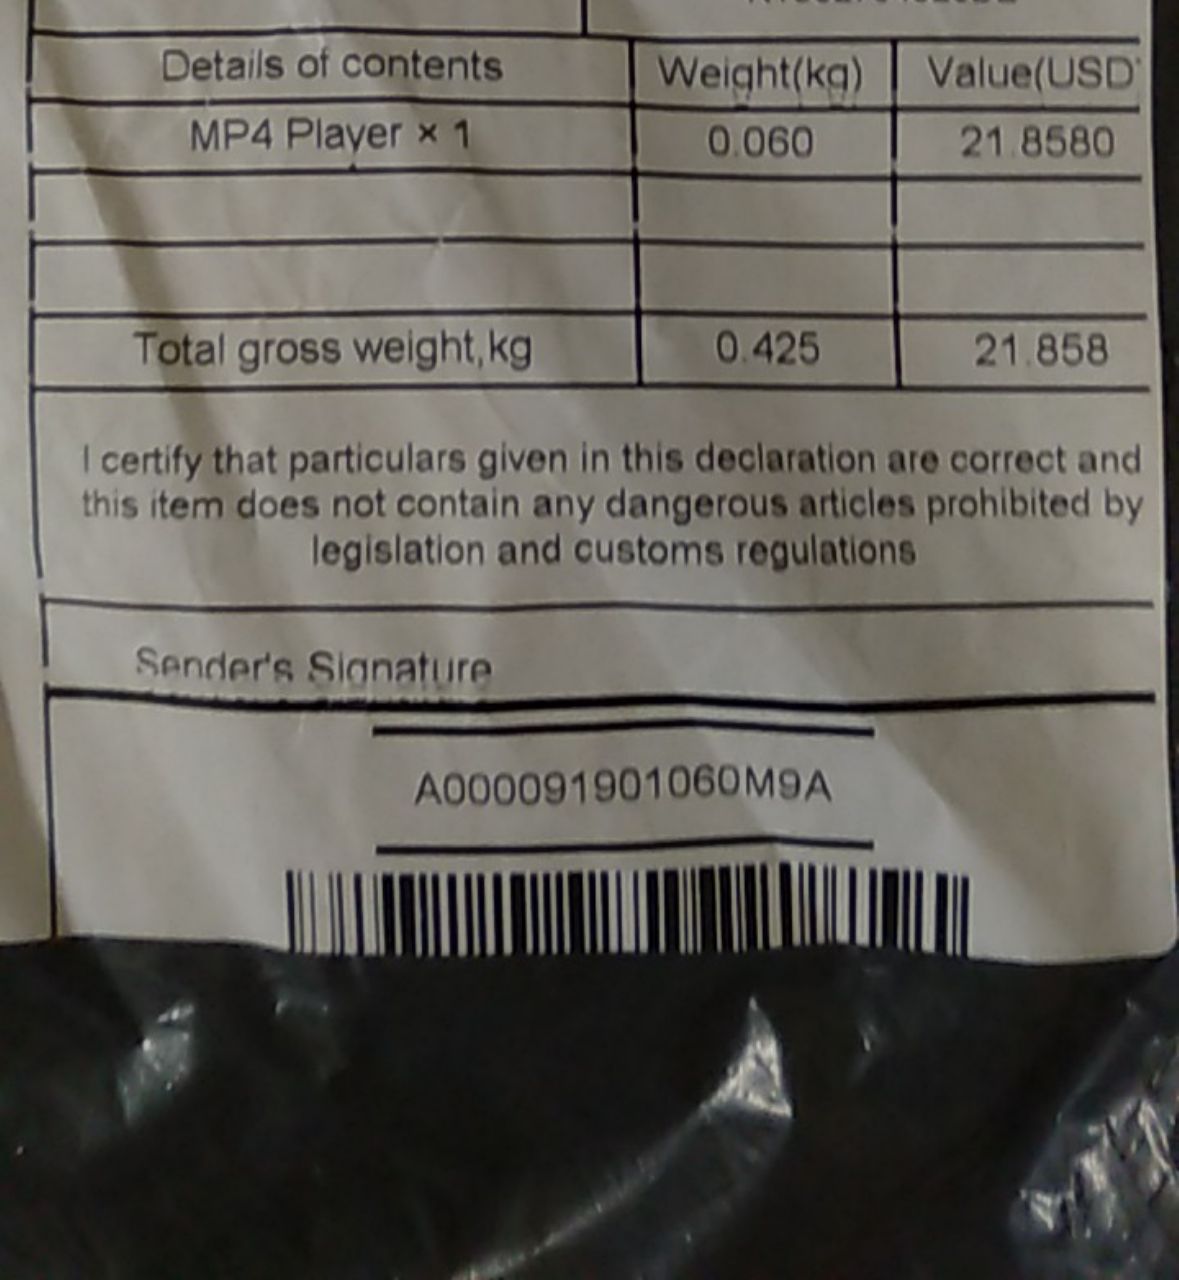 Details of contents Weight(kg) Value(USD
MP4 Player × 1 0.060 21.8580
Total gross weight,kg 0.425 21.858
I certify that particulars given in this declaration are correct and
this item does not contain any dangerous articles prohibited by
legislation and customs regulations
Sender's Signature
A000091901060M9A